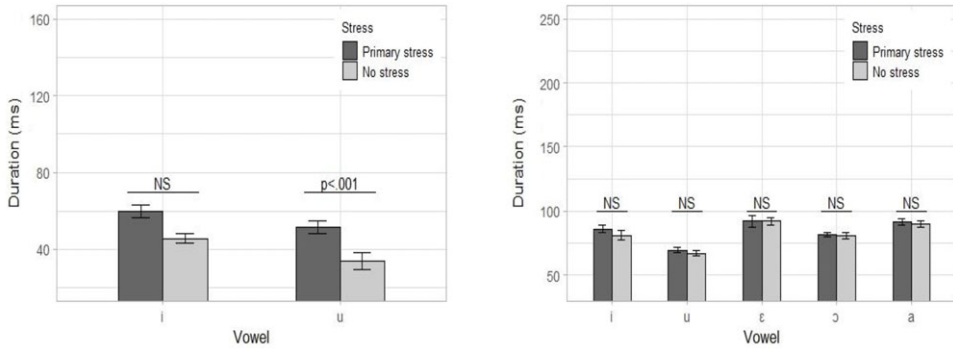 160
120
80
40
Duration (ms)
Stress
Primary stress
No stress
NS
p<.001
i
u
Vowel
250
200
150
100
50
Duration (ms)
Stress
Primary stress
No stress
NS
NS
NS
NS
NS
i
u
ɛ
ɔ
a
Vowel